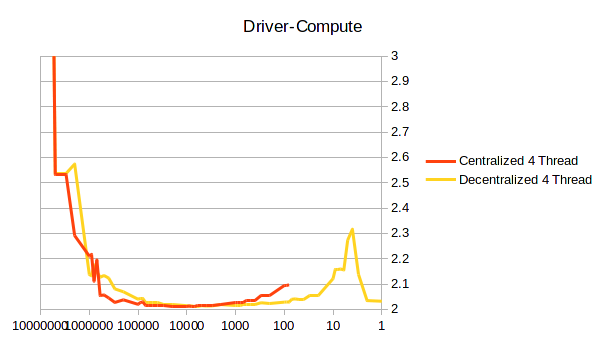 Driver-Compute
3
2.9
2.8
2.7
2.6
2.5
2.4
2.3
2.2
2.1
2
Centralized 4 Thread
Decentralized 4 Thread
10000000 1000000 100000 10000 1000 100 10 1